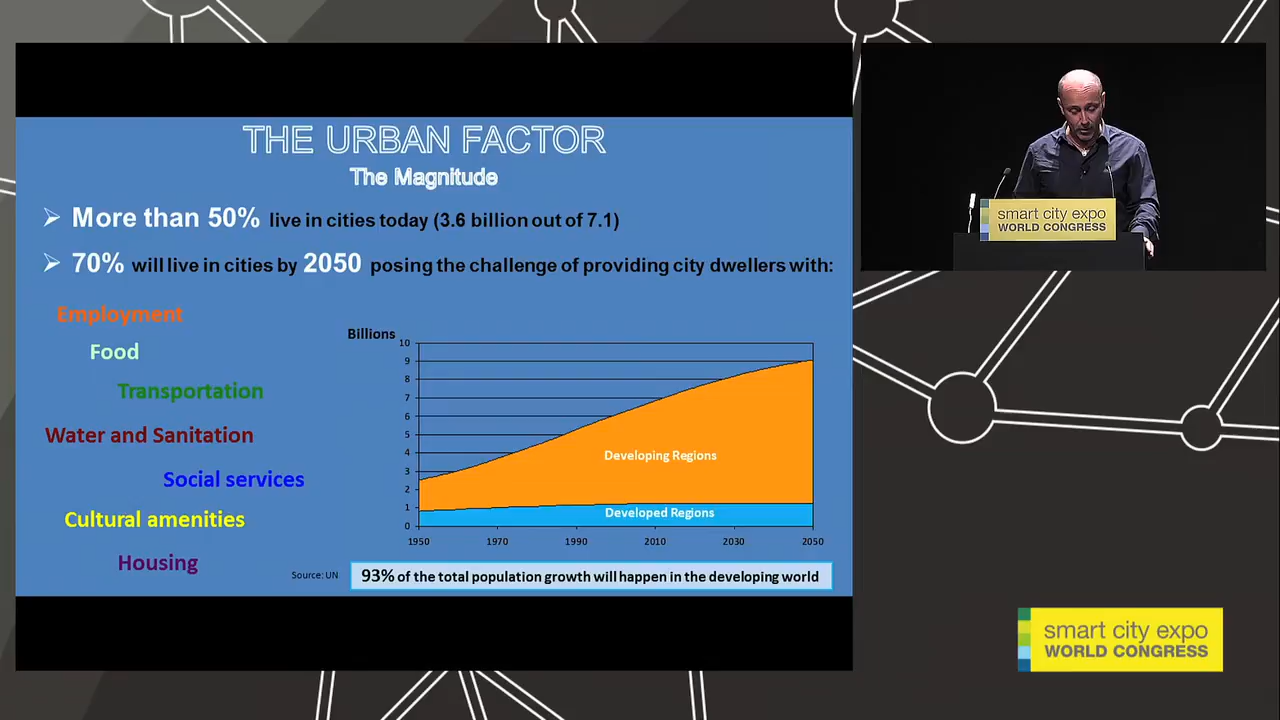 THE URBAN FACTOR
The Magnitude
More than 50% live in cities today (3.6 billion out of 7.1)
70% will live in cities by 2050 posing the challenge of providing city dwellers with:
Employment
Food
Transportation
Water and Sanitation
Social services
Cultural amenities
Housing
Billions
10
9
8
7
6
5
4
3
2
1
0
Developing Regions
Developed Regions
1950 1970 1990 2010 2030 2050
Source: UN
93% of the total population growth will happen in the developing world
smart city expo
WORLD CONGRESS
smart city expo
WORLD CONGRESS